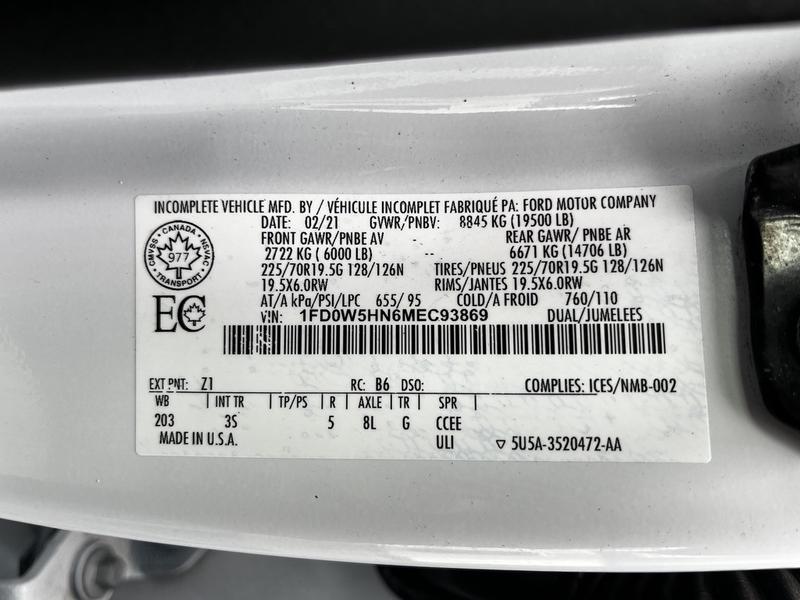 INCOMPLETE VEHICLE MFD. BY / VÉHICULE INCOMPLET FABRIQUÉ PA: FORD MOTOR COMPANY
DATE: 02/21 GVWR/PNBV: 8845 KG (19500 LB)
FRONT GAWR/PNBE AV REAR GAWR/ PNBE AR
2722 KG ( 6000 LB) -- 6671 KG (14706 LB)
225/70R19.5G 128/126N TIRES/PNEUS 225/70R19.5G 128/126N
19.5X6.0RW RIMS/JANTES 19.5X6.0RW
AT/A kPa/PSI/LPC 655/ 95 COLD/A FROID 760/110
VIN: 1FD0W5HN6MEC93869 DUAL/JUMELEES
CMVSS • CANADA • NSVAC
977
TRANSPORT
EC
EXT PNT: Z1 RC: B6 DSO: COMPLIES: ICES/NMB-002
WB | INT TR | TP/PS | R | AXLE | TR | SPR |
203 3S 5 8L G CCEE
MADE IN U.S.A. ULI ▽ 5U5A-3520472-AA